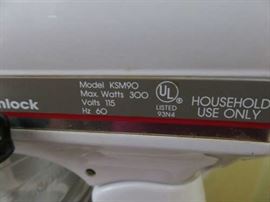 Model KSM90
Max. Watts 300
Volts 115
Hz 60
nlock
UL
LISTED
93N4
HOUSEHOLD
USE ONLY